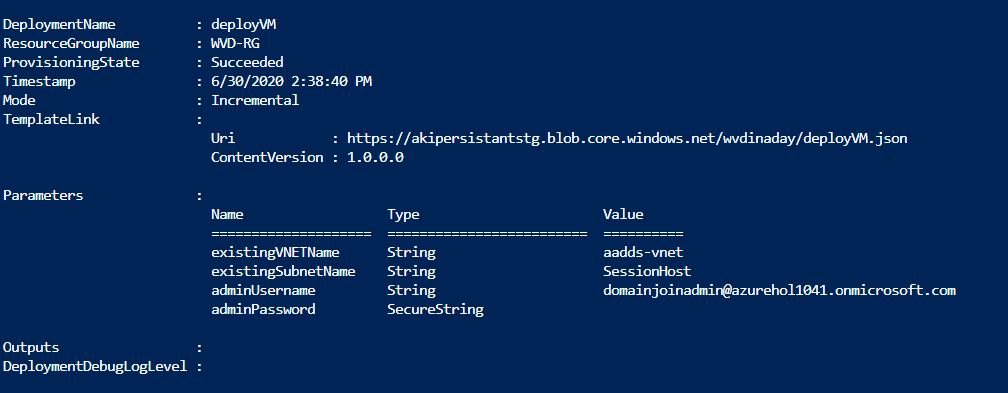 DeploymentName          : deployVM
ResourceGroupName       : WVD-RG
ProvisioningState       : Succeeded
Timestamp               : 6/30/2020 2:38:40 PM
Mode                    : Incremental
TemplateLink            :
                          Uri            : https://akipersistantstg.blob.core.windows.net/wvdinaday/deployVM.json
                          ContentVersion : 1.0.0.0
Parameters              :
                          Name                  Type                       Value
                          ====================  =========================  ==========
                          existingVNETName      String                     aadds-vnet
                          existingSubnetName    String                     SessionHost
                          adminUsername         String                     domainjoinadmin@azurehol1041.onmicrosoft.com
                          adminPassword         SecureString
Outputs                 :
DeploymentDebugLogLevel :